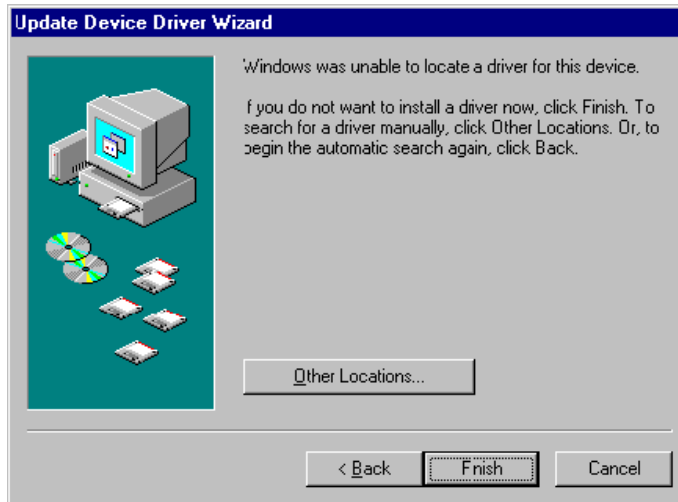 Update Device Driver Wizard
Windows was unable to locate a driver for this device.
If you do not want to install a driver now, click Finish. To
search for a driver manually, click Other Locations. Or, to
begin the automatic search again, click Back.
Other Locations...
< Back
Finish
Cancel